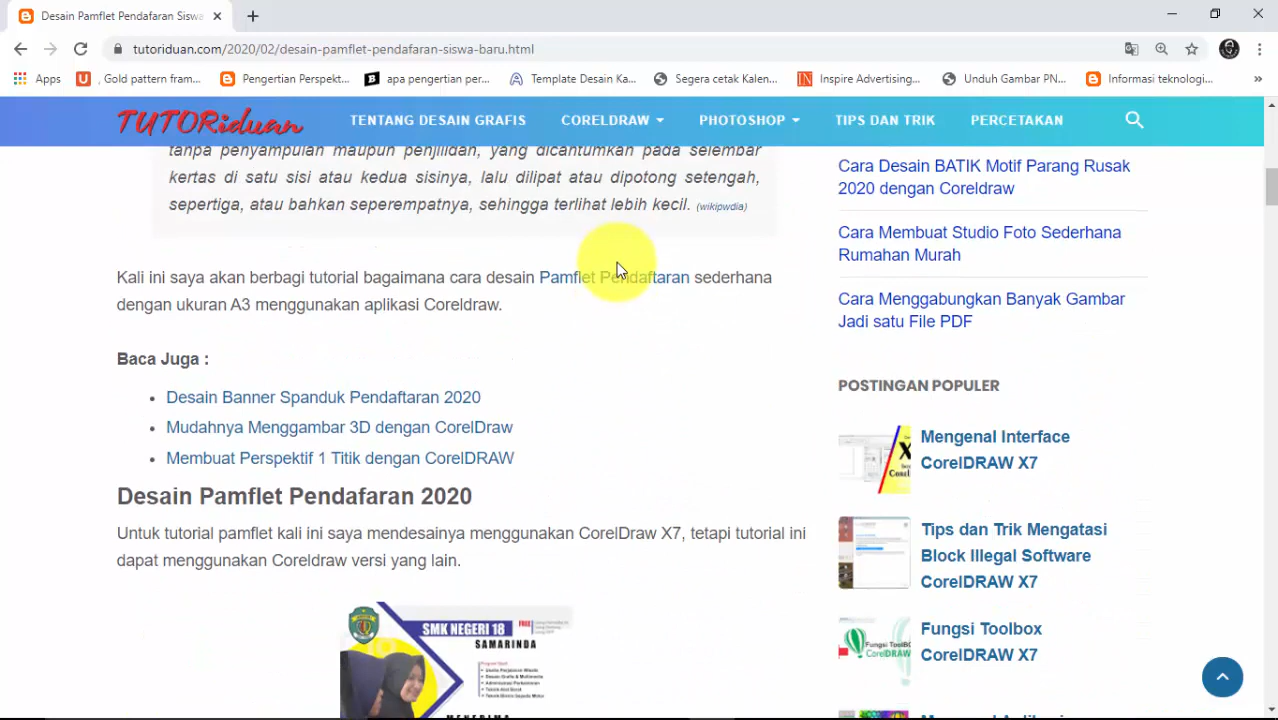 Desain Pamflet Pendafaran Siswa
tutoriduan.com/2020/02/desain-pamflet-pendafaran-siswa-baru.html
Apps
, Gold pattern fram...
Pengertian Perspekt...
apa pengertian per...
Template Desain Ka...
Segera cetak Kalen...
Inspire Advertising...
Unduh Gambar PN...
Informasi teknologi...
»
TUTORiduan
TENTANG DESAIN GRAFIS
CORELDRAW
PHOTOSHOP
TIPS DAN TRIK
PERCETAKAN
tanpa penyampulan maupun penjilidan, yang dicantumkan pada selembar
kertas di satu sisi atau kedua sisinya, lalu dilipat atau dipotong setengah,
sepertiga, atau bahkan seperempatnya, sehingga terlihat lebih kecil. (wikipwdia)
Kali ini saya akan berbagi tutorial bagaimana cara desain Pamflet Pendaftaran sederhana
dengan ukuran A3 menggunakan aplikasi Coreldraw.
Baca Juga :
Desain Banner Spanduk Pendaftaran 2020
Mudahnya Menggambar 3D dengan CorelDraw
Membuat Perspektif 1 Titik dengan CorelDRAW
Desain Pamflet Pendafaran 2020
Untuk tutorial pamflet kali ini saya mendesainya menggunakan CorelDraw X7, tetapi tutorial ini
dapat menggunakan Coreldraw versi yang lain.
SMK NEGERI 18
FREE
SAMARINDA
Cara Desain BATIK Motif Parang Rusak
2020 dengan Coreldraw
Cara Membuat Studio Foto Sederhana
Rumahan Murah
Cara Menggabungkan Banyak Gambar
Jadi satu File PDF
POSTINGAN POPULER
Mengenal Interface
CorelDRAW X7
Tips dan Trik Mengatasi
Block Illegal Software
CorelDRAW X7
Fungsi Toolbox
CorelDRAW X7